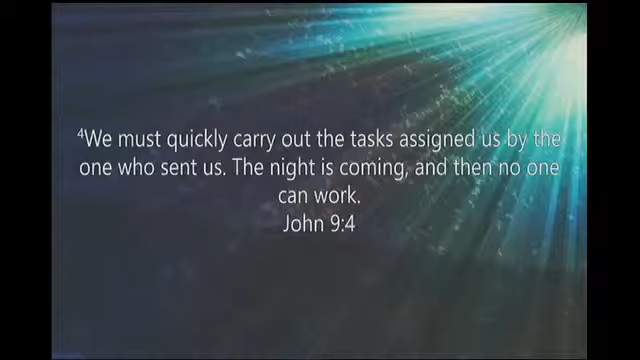 ⁴We must quickly carry out the tasks assigned us by the
one who sent us. The night is coming, and then no one
can work.
John 9:4